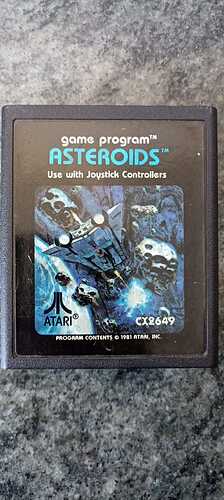 game program™
ASTEROIDS™
Use with Joystick Controllers
ATARI®
CX2649
PROGRAM CONTENTS © 1981 ATARI, INC.